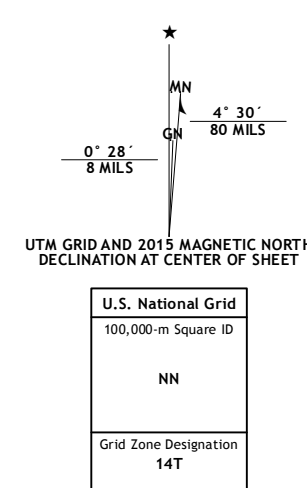 MN
4° 30´
80 MILS
GN
0° 28´
8 MILS
UTM GRID AND 2015 MAGNETIC NORTH
DECLINATION AT CENTER OF SHEET
U.S. National Grid
100,000-m Square ID
NN
Grid Zone Designation
14T